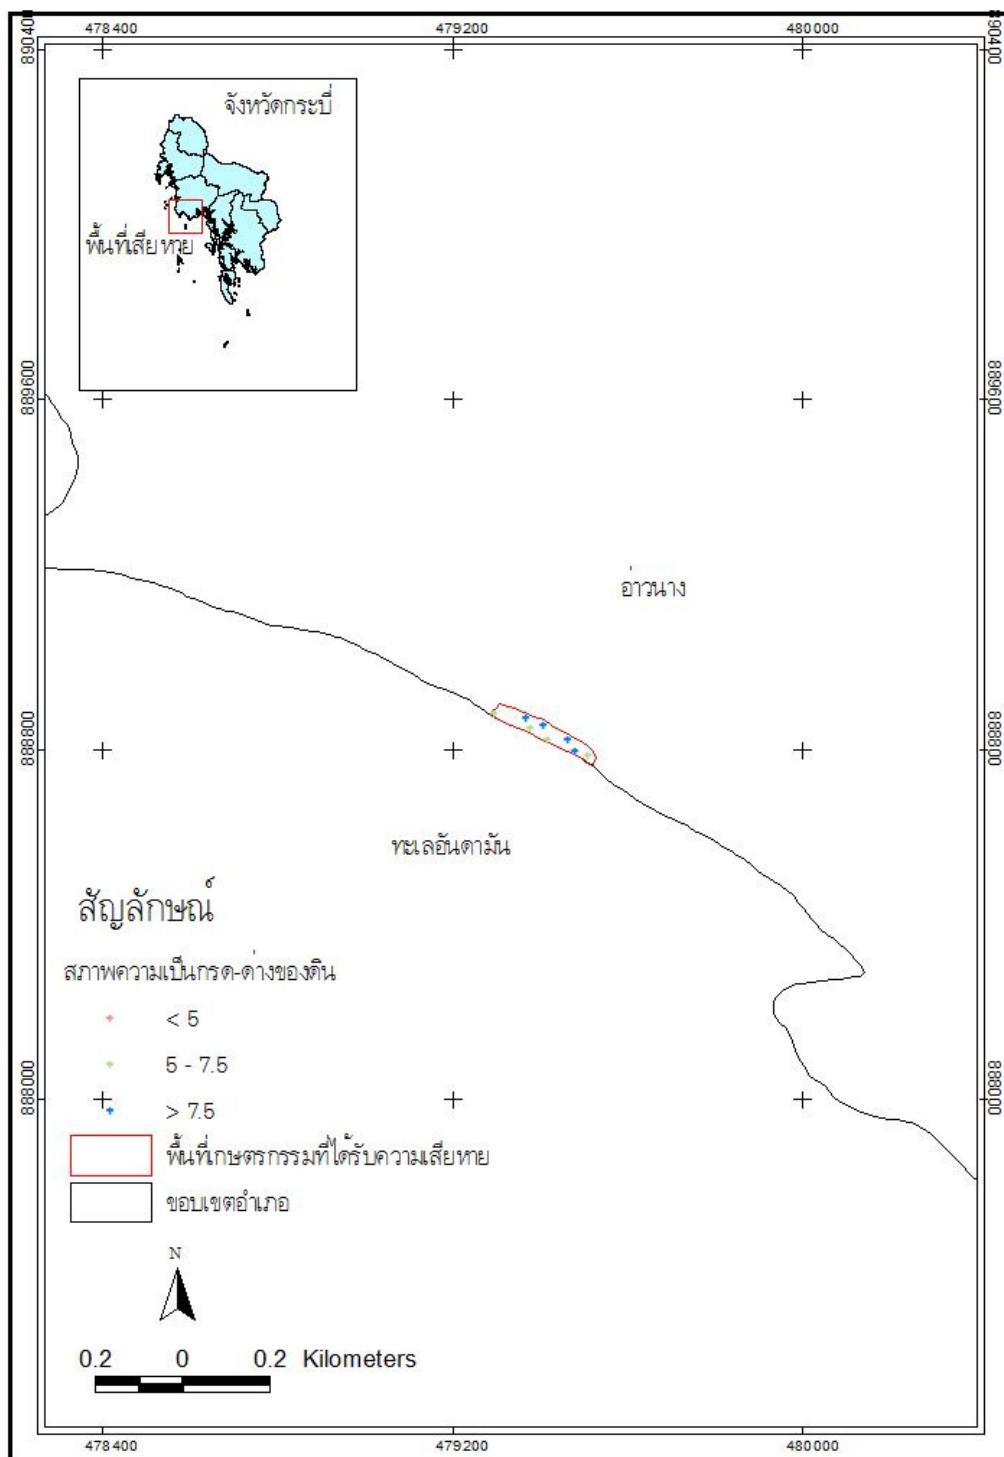 478400 479200 480000
890400 890400
จังหวัดกระบี่
พื้นที่เสียหาย
889600 889600
อ่าวนาง
888800 888800
ทะเลอันดามัน
สัญลักษณ์
สภาพความเป็นกรด-ด่างของดิน
< 5
5 - 7.5
> 7.5
888000 888000
พื้นที่เกษตรกรรมที่ได้รับความเสียหาย
ขอบเขตอำเภอ
N
0.2 0 0.2 Kilometers
478400 479200 480000